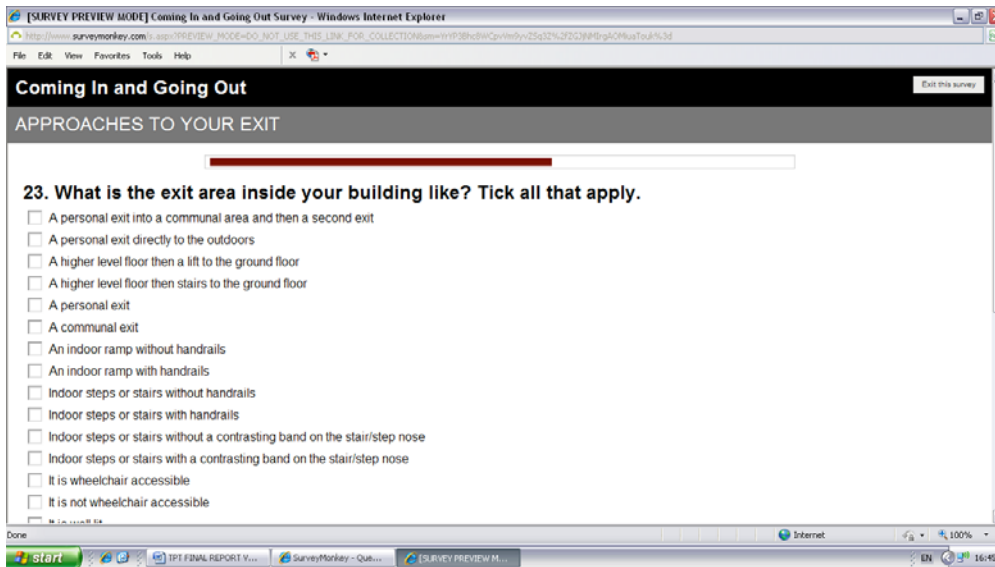 [SURVEY PREVIEW MODE] Coming In and Going Out Survey - Windows Internet Explorer
File Edit View Favorites Tools Help
Coming In and Going Out
Exit this survey
APPROACHES TO YOUR EXIT
23. What is the exit area inside your building like? Tick all that apply.
A personal exit into a communal area and then a second exit
A personal exit directly to the outdoors
A higher level floor then a lift to the ground floor
A higher level floor then stairs to the ground floor
A personal exit
A communal exit
An indoor ramp without handrails
An indoor ramp with handrails
Indoor steps or stairs without handrails
Indoor steps or stairs with handrails
Indoor steps or stairs without a contrasting band on the stair/step nose
Indoor steps or stairs with a contrasting band on the stair/step nose
It is wheelchair accessible
It is not wheelchair accessible
It is well lit
Done
Internet
100%
start
TPT FINAL REPORT V...
SurveyMonkey - Que...
[SURVEY PREVIEW M...
EN
16:45